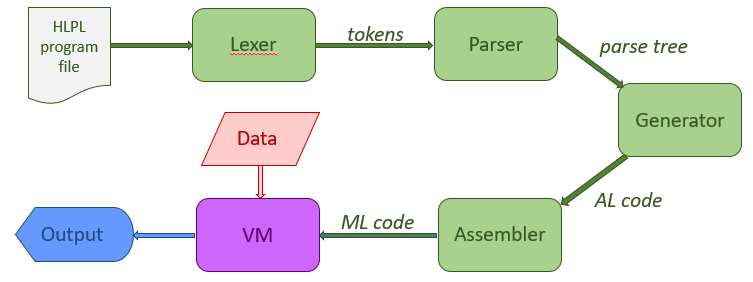 HLPL
program
file
Lexer
tokens
Parser
parse tree
Generator
Data
AL code
Output
VM
ML code
Assembler